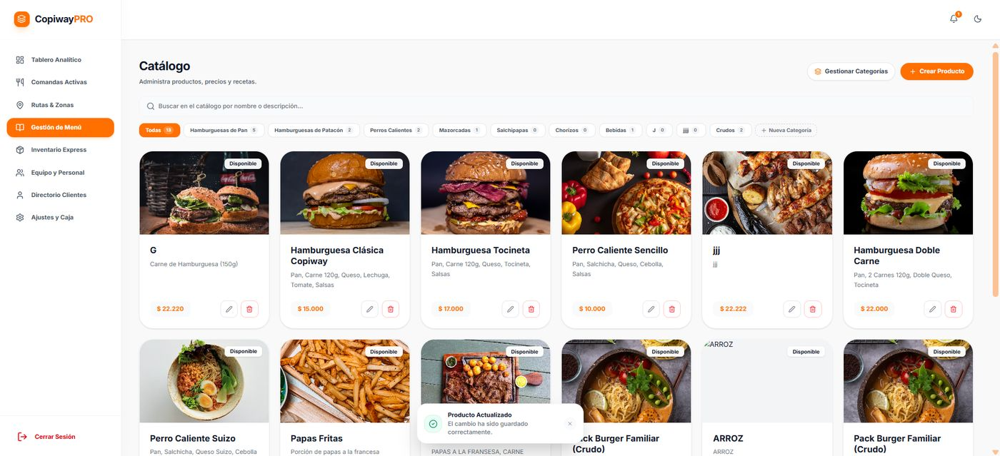 CopiwayPRO
1
Tablero Analítico
Comandas Activas
Rutas & Zonas
Gestión de Menú
Inventario Express
Equipo y Personal
Directorio Clientes
Ajustes y Caja
Cerrar Sesión
Catálogo
Administra productos, precios y recetas.
Gestionar Categorías
+ Crear Producto
Buscar en el catálogo por nombre o descripción...
Todas 13
Hamburguesas de Pan 5
Hamburguesas de Patacón 2
Perros Calientes 2
Mazorcadas 1
Salchipapas 0
Chorizos 0
Bebidas 1
J 0
jjjj 0
Crudos 2
+ Nueva Categoría
Disponible
G
Carne de Hamburguesa (150g)
$ 22.220
Disponible
Hamburguesa Clásica
Copiway
Pan, Carne 120g, Queso, Lechuga,
Tomate, Salsas
$ 15.000
Disponible
Hamburguesa Tocineta
Pan, Carne 120g, Queso, Tocineta,
Salsas
$ 17.000
Disponible
Perro Caliente Sencillo
Pan, Salchicha, Queso, Cebolla,
Salsas
$ 10.000
Disponible
jjj
jjj
$ 22.222
Disponible
Hamburguesa Doble
Carne
Pan, 2 Carnes 120g, Doble Queso,
Tocineta
$ 22.000
Disponible
Perro Caliente Suizo
Pan, Salchicha, Queso Suizo, Cebolla
Disponible
Papas Fritas
Porción de papas a la francesa
Disponible
PAPAS A LA FRANSESA, CARNE
Disponible
Pack Burger Familiar
(Crudo)
ARROZ
Disponible
ARROZ
ARROZ
Disponible
Pack Burger Familiar
(Crudo)
Producto Actualizado
El cambio ha sido guardado
correctamente.